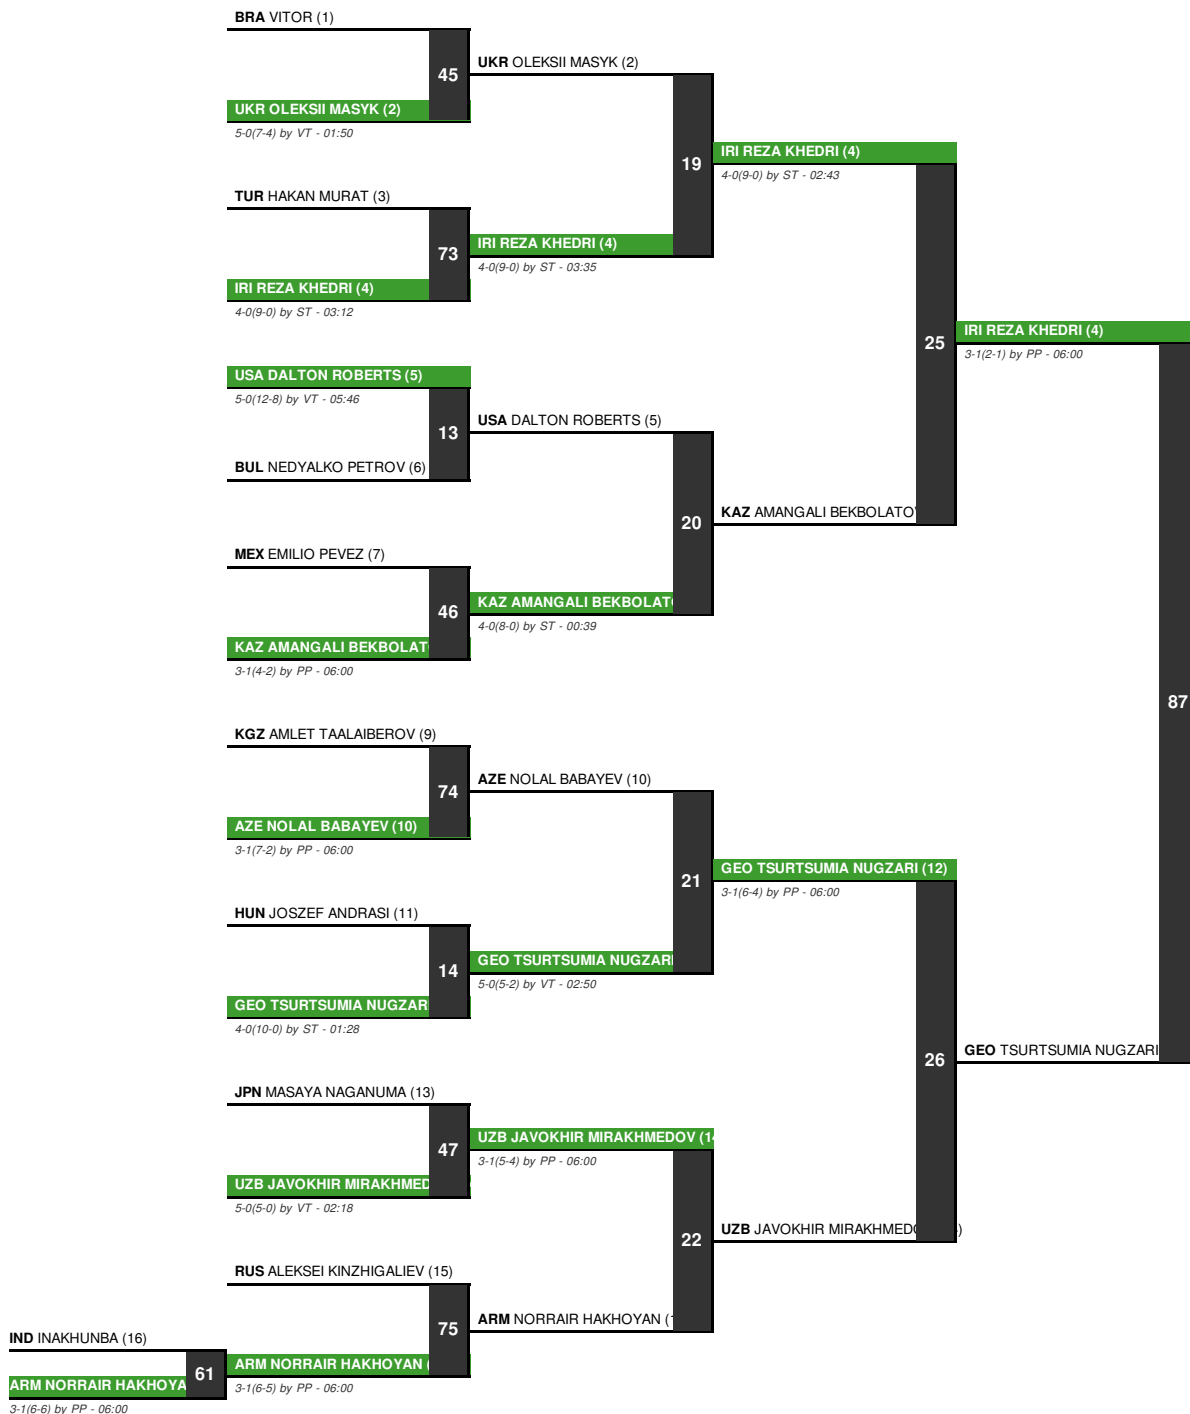 BRA VITOR (1)
45
UKR OLEKSII MASYK (2)
5-0(7-4) by VT - 01:50
UKR OLEKSII MASYK (2)
19
TUR HAKAN MURAT (3)
73
IRI REZA KHEDRI (4)
4-0(9-0) by ST - 03:12
IRI REZA KHEDRI (4)
4-0(9-0) by ST - 03:35
IRI REZA KHEDRI (4)
4-0(9-0) by ST - 02:43
25
USA DALTON ROBERTS (5)
5-0(12-8) by VT - 05:46
13
BUL NEDYALKO PETROV (6)
USA DALTON ROBERTS (5)
20
MEX EMILIO PEVEZ (7)
46
KAZ AMANGALI BEKBOLAT
3-1(4-2) by PP - 06:00
KAZ AMANGALI BEKBOLAT
4-0(8-0) by ST - 00:39
KAZ AMANGALI BEKBOLATO
IRI REZA KHEDRI (4)
3-1(2-1) by PP - 06:00
87
KGZ AMLET TAALAIBEROV (9)
74
AZE NOLAL BABAYEV (10)
3-1(7-2) by PP - 06:00
AZE NOLAL BABAYEV (10)
21
HUN JOSZEF ANDRASI (11)
14
GEO TSURTSUMIA NUGZAR
4-0(10-0) by ST - 01:28
GEO TSURTSUMIA NUGZARI
5-0(5-2) by VT - 02:50
GEO TSURTSUMIA NUGZARI (12)
3-1(6-4) by PP - 06:00
26
GEO TSURTSUMIA NUGZARI
JPN MASAYA NAGANUMA (13)
47
UZB JAVOKHIR MIRAKHMED
5-0(5-0) by VT - 02:18
UZB JAVOKHIR MIRAKHMEDOV (14
3-1(5-4) by PP - 06:00
22
UZB JAVOKHIR MIRAKHMEDO )
RUS ALEKSEI KINZHIGALIEV (15)
75
ARM NORRAIR HAKHOYAN (
3-1(6-5) by PP - 06:00
ARM NORRAIR HAKHOYAN (
IND INAKHUNBA (16)
61
ARM NORRAIR HAKHOYA
3-1(6-6) by PP - 06:00